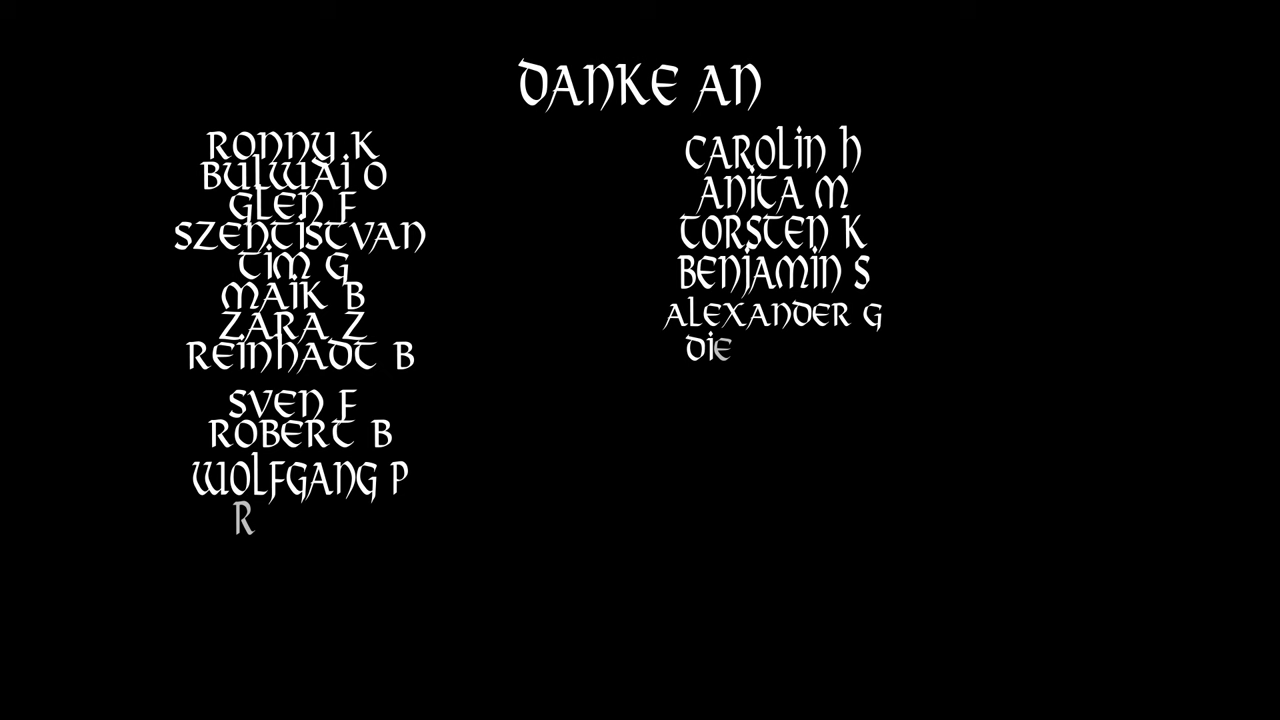 DANKE AN
RONNY K
BULWAI O
GLEN F
SZENTISTVAN
TIM G
MAIK B
ZARA Z
REINHADT B
SVEN F
ROBERT B
WOLFGANG P
R
CAROLIN H
ANITA M
TORSTEN K
BENJAMIN S
ALEXANDER G
DIE